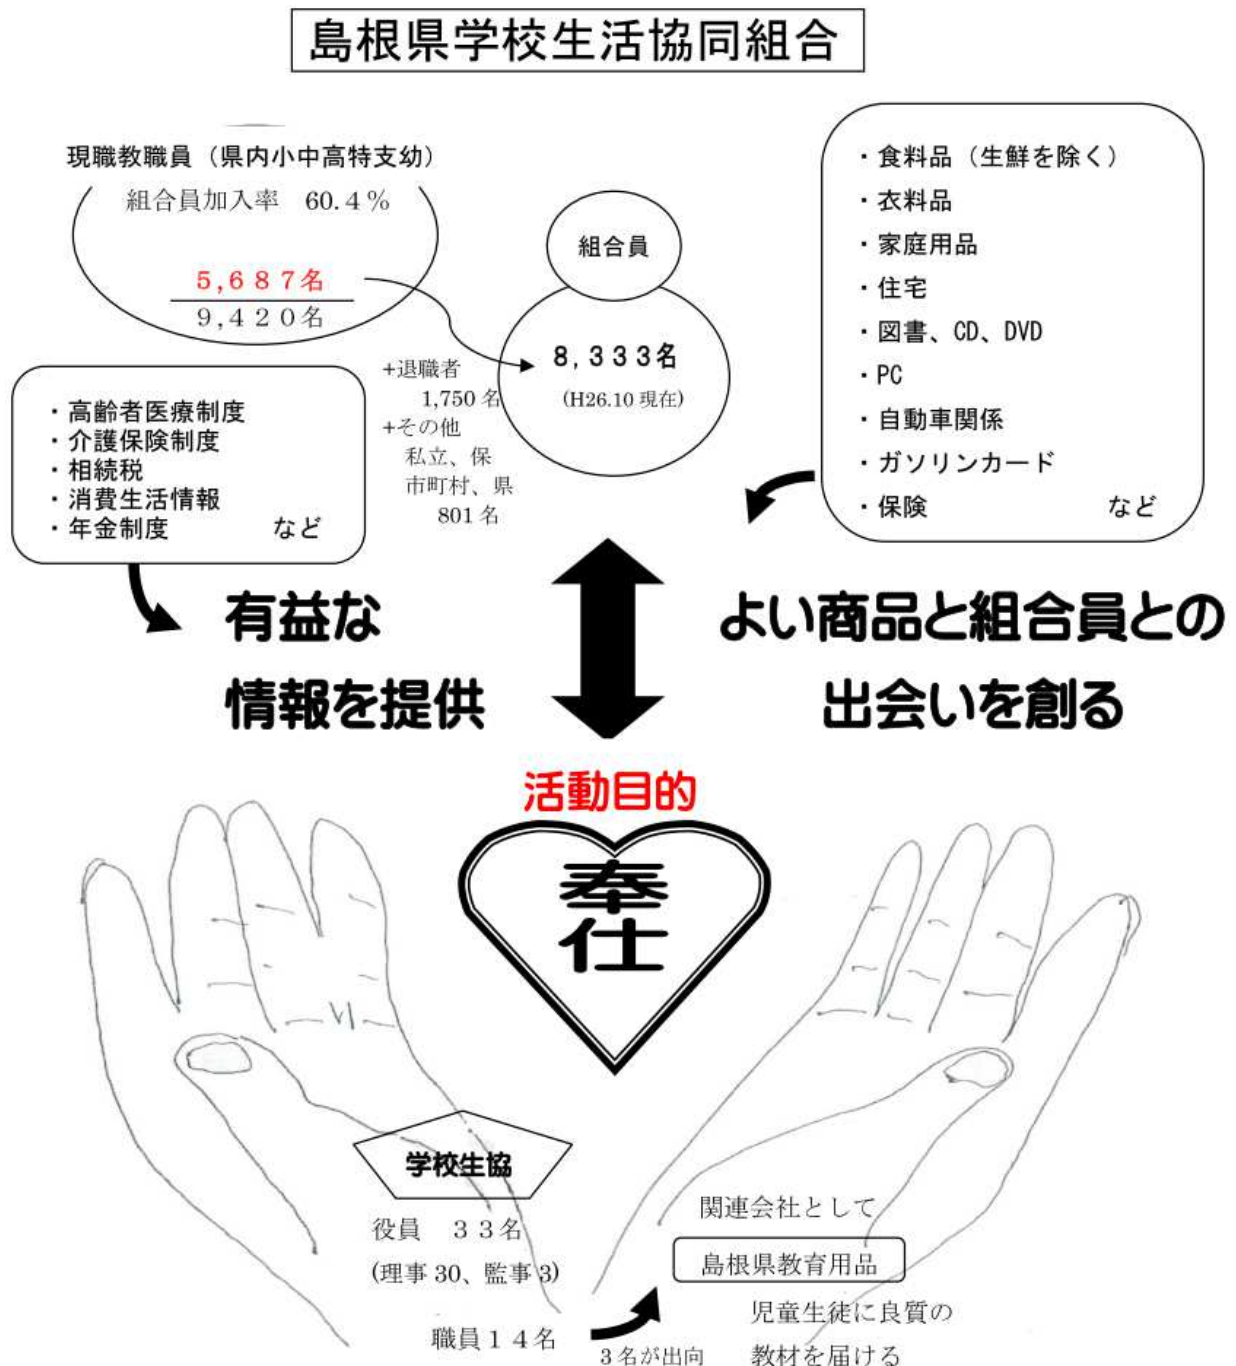 島根県学校生活協同組合
現職教職員（県内小中高特支幼）
組合員加入率　60.4％
5,687名
9,420名
組合員
8,333名
(H26.10 現在)
+退職者
1,750 名
+その他
私立、保
市町村、県
801 名
・食料品（生鮮を除く）
・衣料品
・家庭用品
・住宅
・図書、CD、DVD
・PC
・自動車関係
・ガソリンカード
・保険　など
・高齢者医療制度
・介護保険制度
・相続税
・消費生活情報
・年金制度　など
有益な
情報を提供
よい商品と組合員との
出会いを創る
活動目的
奉仕
学校生協
役員　33名
(理事 30、監事 3)
職員14名
3 名が出向
関連会社として
島根県教育用品
児童生徒に良質の
教材を届ける